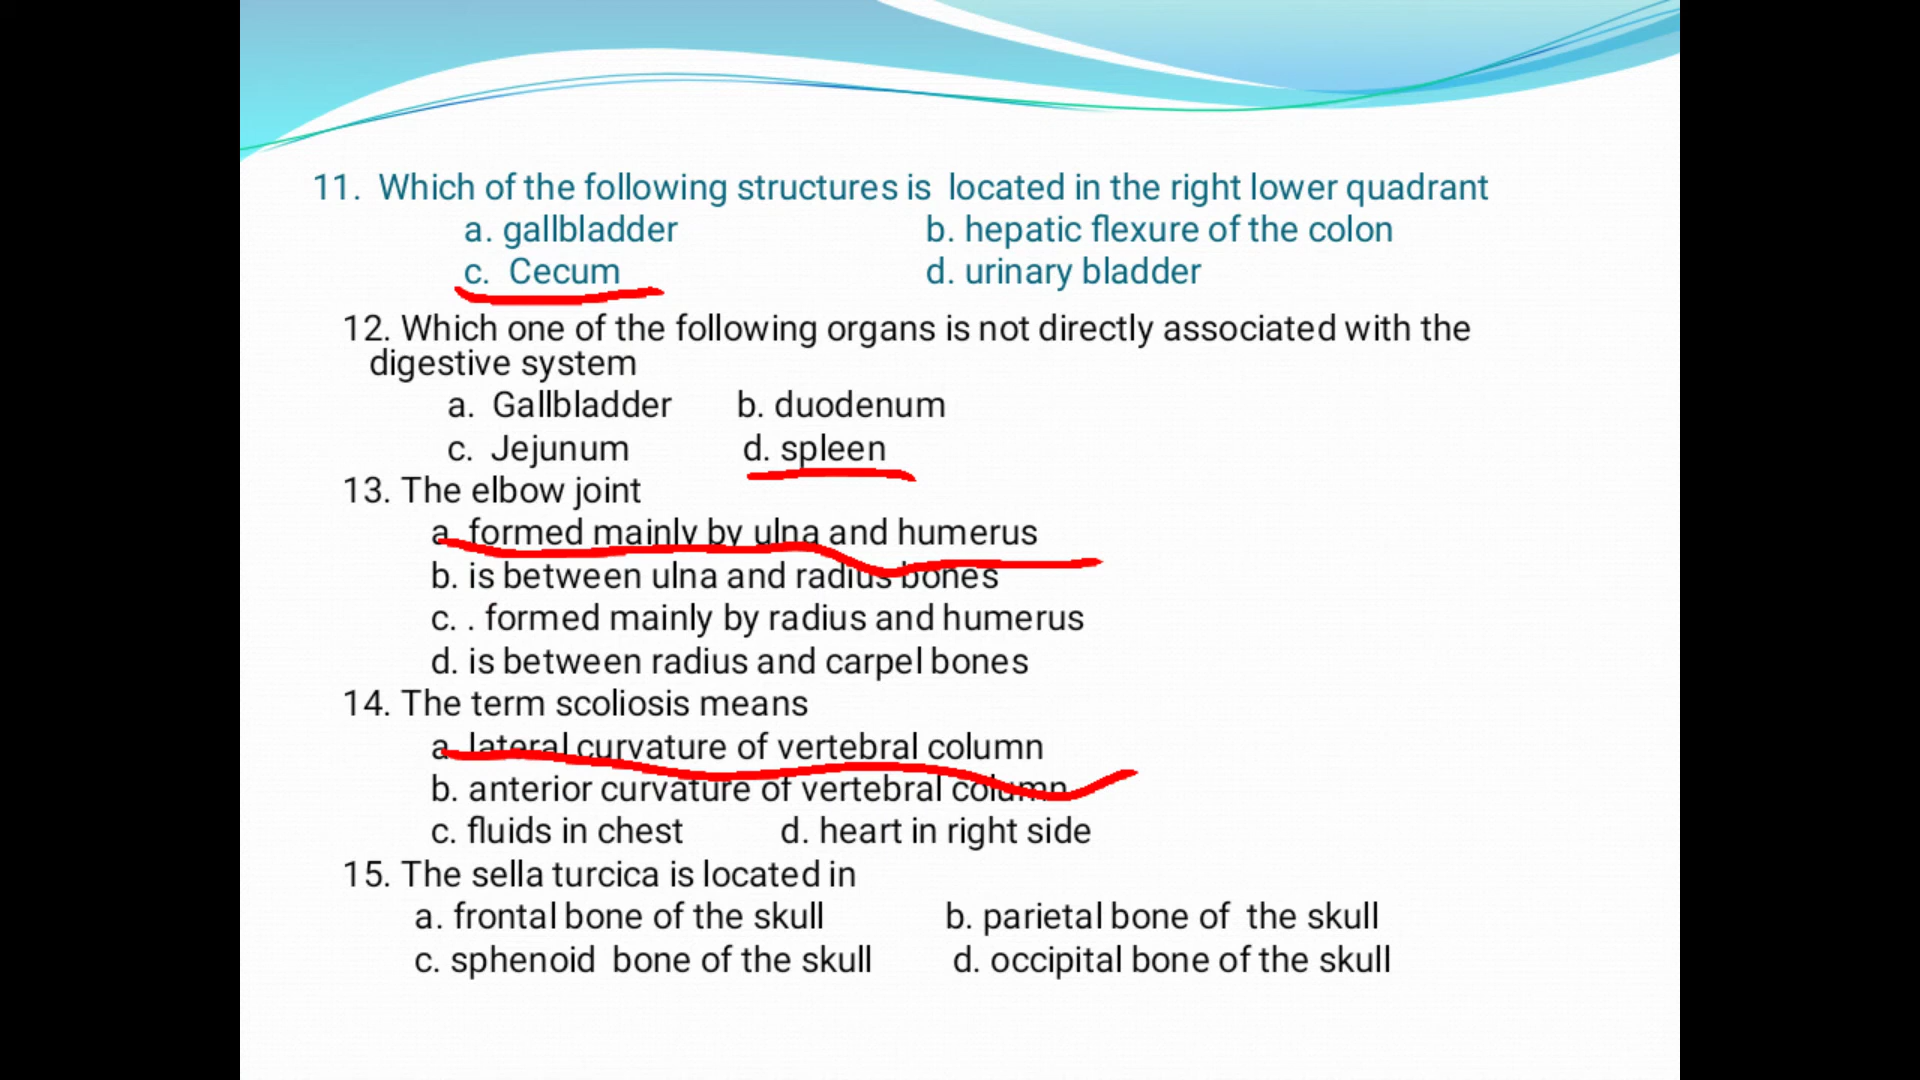 11. Which of the following structures is located in the right lower quadrant
a. gallbladder b. hepatic flexure of the colon
c. Cecum d. urinary bladder
12. Which one of the following organs is not directly associated with the
digestive system
a. Gallbladder b. duodenum
c. Jejunum d. spleen
13. The elbow joint
a. formed mainly by ulna and humerus
b. is between ulna and radius bones
c. . formed mainly by radius and humerus
d. is between radius and carpel bones
14. The term scoliosis means
a. lateral curvature of vertebral column
b. anterior curvature of vertebral column
c. fluids in chest d. heart in right side
15. The sella turcica is located in
a. frontal bone of the skull b. parietal bone of the skull
c. sphenoid bone of the skull d. occipital bone of the skull